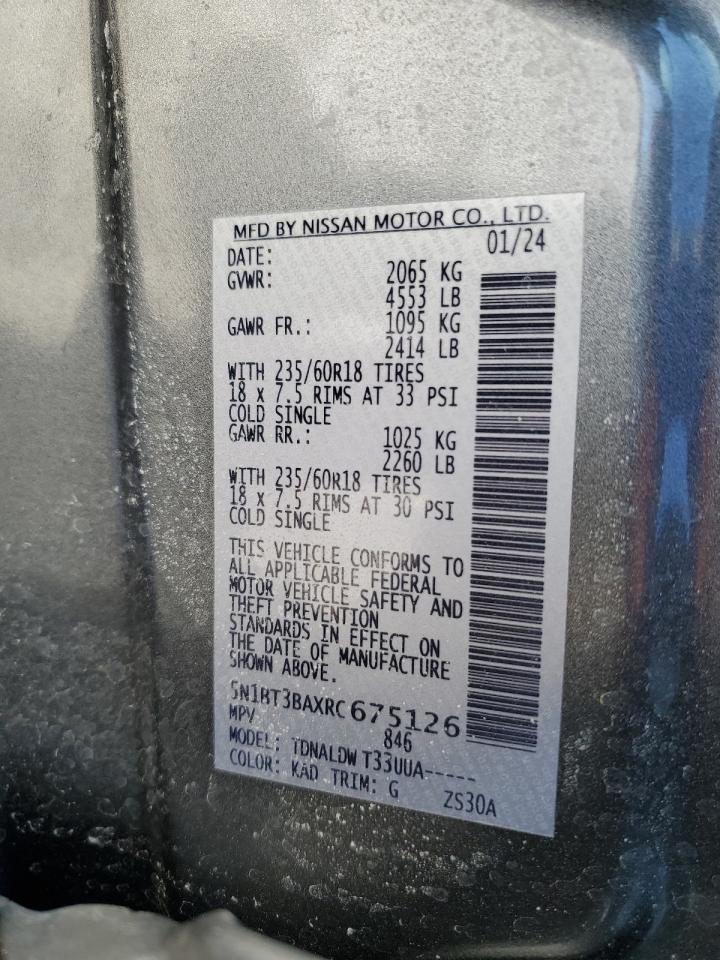 MFD BY NISSAN MOTOR CO., LTD.
DATE: 01/24
GVWR: 2065 KG
4553 LB
GAWR FR.: 1095 KG
2414 LB
WITH 235/60R18 TIRES
18 x 7.5 RIMS AT 33 PSI
COLD SINGLE
GAWR RR.: 1025 KG
2260 LB
WITH 235/60R18 TIRES
18 x 7.5 RIMS AT 30 PSI
COLD SINGLE
THIS VEHICLE CONFORMS TO
ALL APPLICABLE FEDERAL
MOTOR VEHICLE SAFETY AND
THEFT PREVENTION
STANDARDS IN EFFECT ON
THE DATE OF MANUFACTURE
SHOWN ABOVE.
5N1BT3BAXRC675126
MPV 846
MODEL: TDNALDW T33UUA-----
COLOR: KAD TRIM: G ZS30A